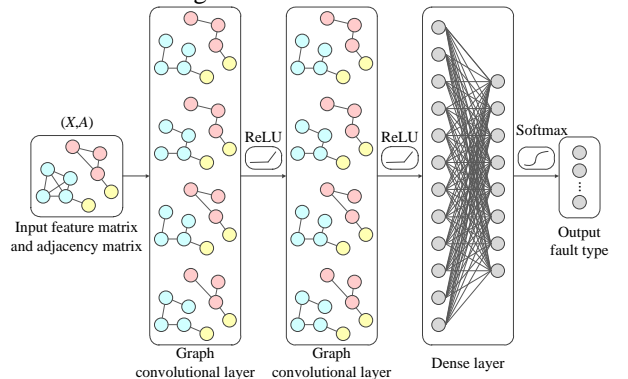 (X,A)
Input feature matrix
and adjacency matrix
Graph
convolutional layer
ReLU
Graph
convolutional layer
ReLU
Dense layer
Softmax
Output
fault type